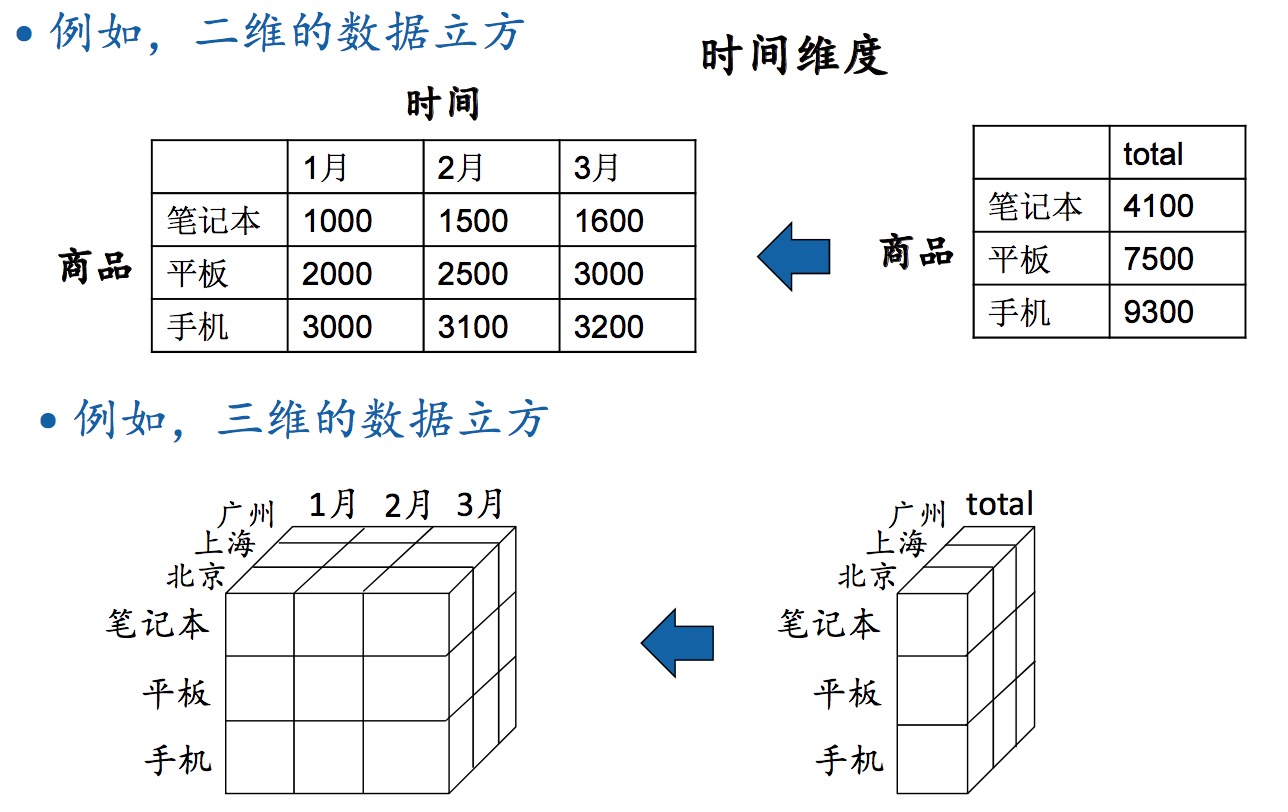 • 例如，二维的数据立方
时间维度
时间
1月 2月 3月
商品
笔记本 1000 1500 1600
平板 2000 2500 3000
手机 3000 3100 3200
total
商品
笔记本 4100
平板 7500
手机 9300
• 例如，三维的数据立方
1月 2月 3月
广州
上海
北京
笔记本
平板
手机
total
广州
上海
北京
笔记本
平板
手机